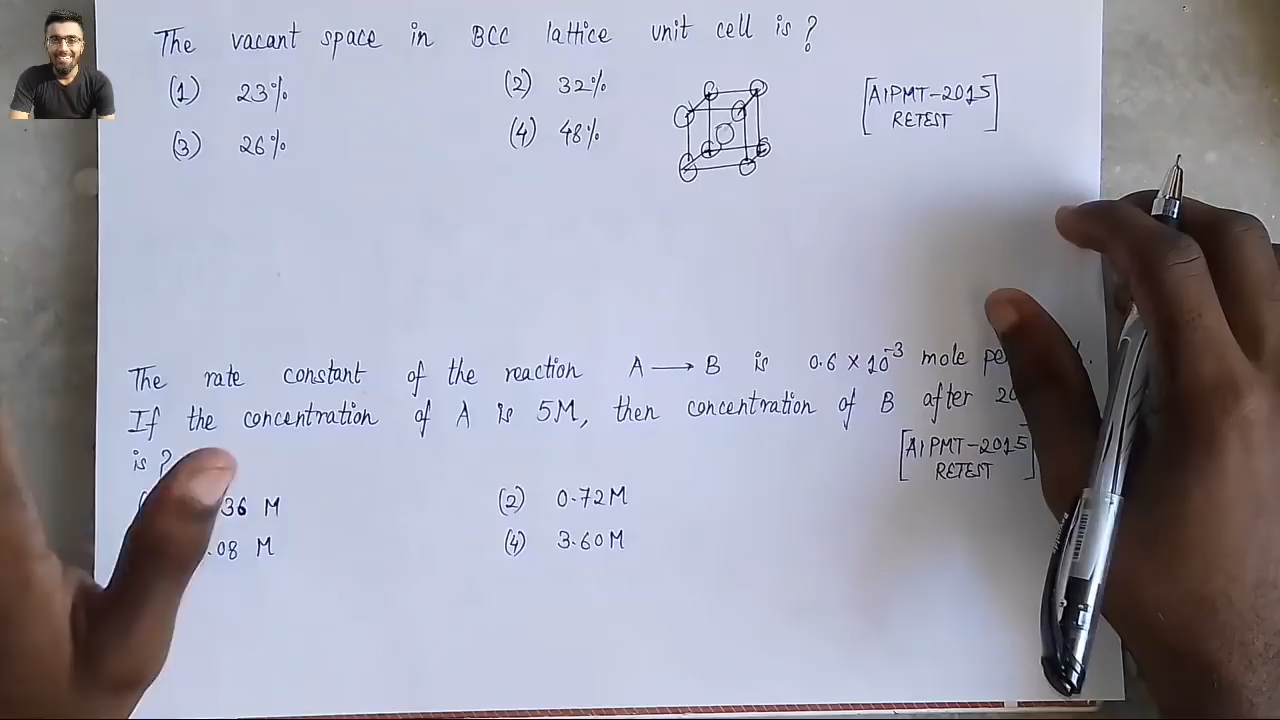 The vacant space in BCC lattice unit cell is ?
(1) 23% (2) 32%
(3) 26% (4) 48%
[AIPMT-2015
RETEST]
The rate constant of the reaction A → B is 0.6 × 10⁻³ mole
If the concentration of A is 5M, then concentration of B after
is ?
[AIPMT-2015
RETEST]
36 M (2) 0.72M
.08 M (4) 3.60M